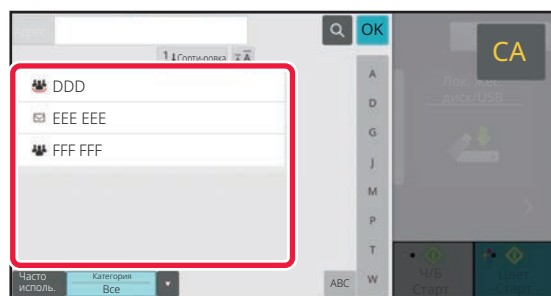 Адрес
OK
CA
1 Сорти-ровка
DDD
EEE EEE
FFF FFF
A
D
G
J
M
P
T
W
Лок. жес.
диск/USB
Часто
исполь.
Категория
Все
ABC
Ч/Б
Старт
Цвет
Старт